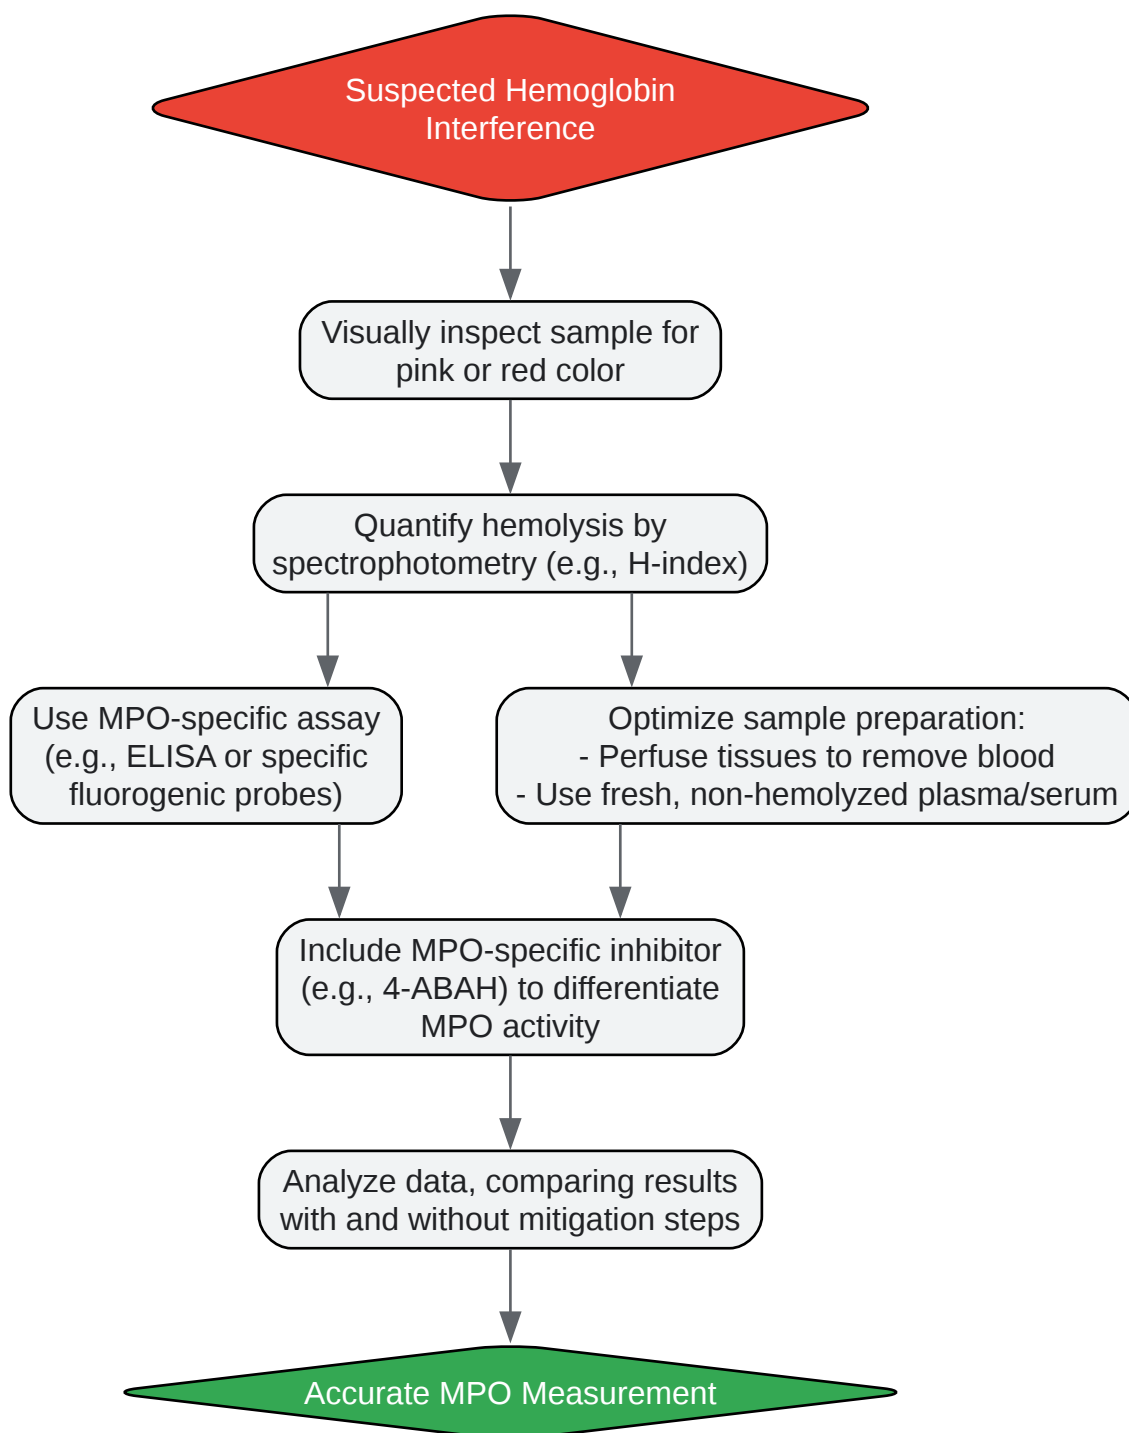 Suspected Hemoglobin
Interference
Visually inspect sample for
pink or red color
Quantify hemolysis by
spectrophotometry (e.g., H-index)
Use MPO-specific assay
(e.g., ELISA or specific
fluorogenic probes)
Optimize sample preparation:
- Perfuse tissues to remove blood
- Use fresh, non-hemolyzed plasma/serum
Include MPO-specific inhibitor
(e.g., 4-ABAH) to differentiate
MPO activity
Analyze data, comparing results
with and without mitigation steps
Accurate MPO Measurement